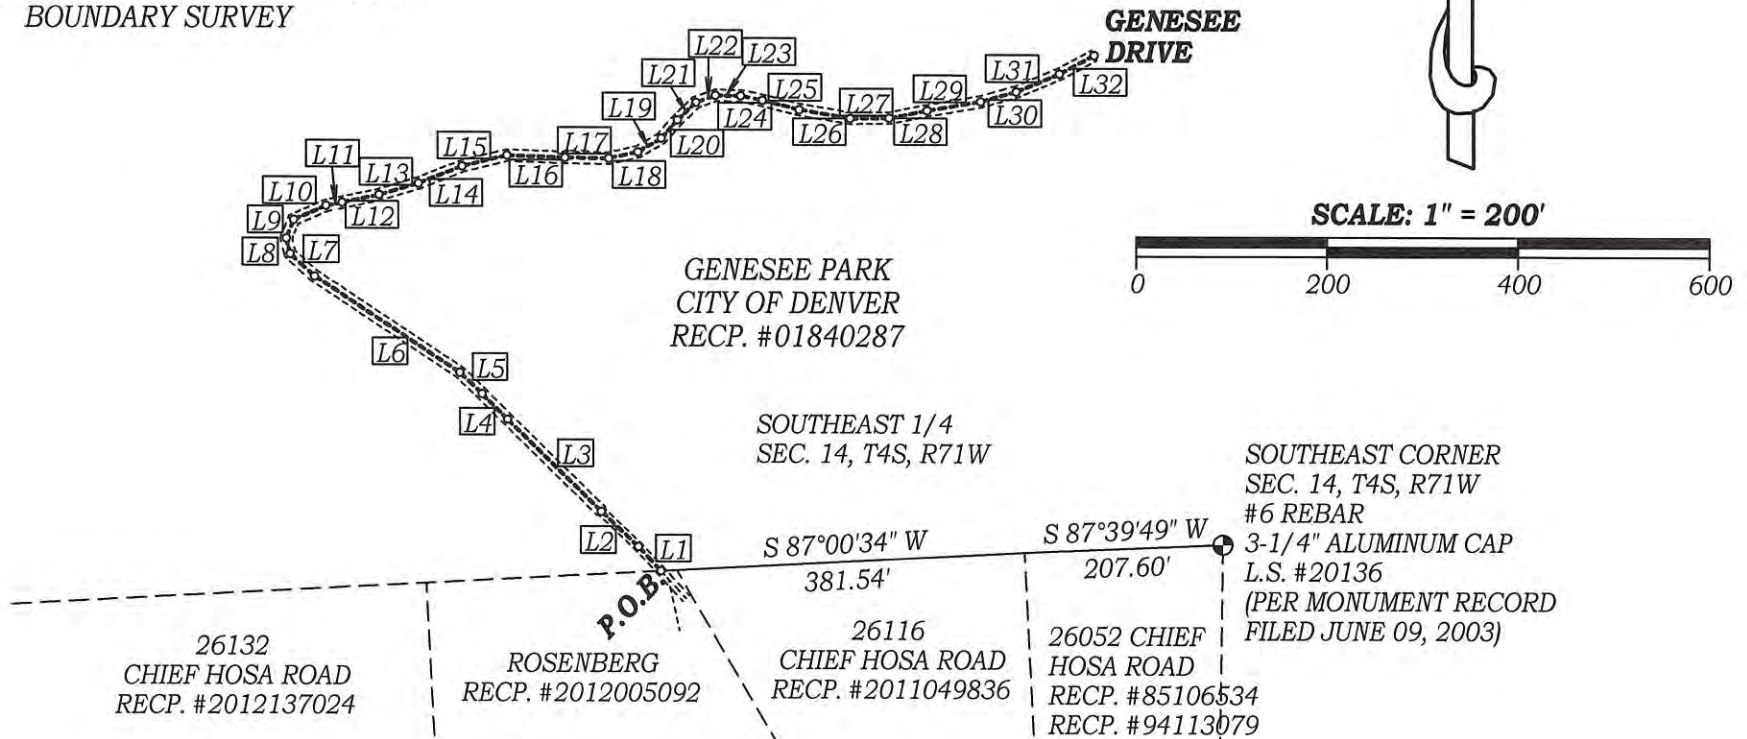 BOUNDARY SURVEY
GENESEE
DRIVE
L22
L23
L21
L19
L25
L31
L32
L29
L27
L30
L24
L26
L28
L20
L17
L18
L15
L16
L11
L13
L14
L10
L12
L9
L8
L7
SCALE: 1" = 200'
0 200 400 600
GENESEE PARK
CITY OF DENVER
RECP. #01840287
L6
L5
L4
L3
SOUTHEAST 1/4
SEC. 14, T4S, R71W
SOUTHEAST CORNER
SEC. 14, T4S, R71W
#6 REBAR
3-1/4" ALUMINUM CAP
L.S. #20136
(PER MONUMENT RECORD
FILED JUNE 09, 2003)
L2
L1
S 87°00'34" W
381.54'
S 87°39'49" W
207.60'
P.O.B.
26132
CHIEF HOSA ROAD
RECP. #2012137024
ROSENBERG
RECP. #2012005092
26116
CHIEF HOSA ROAD
RECP. #2011049836
26052 CHIEF
HOSA ROAD
RECP. #85106534
RECP. #94113079